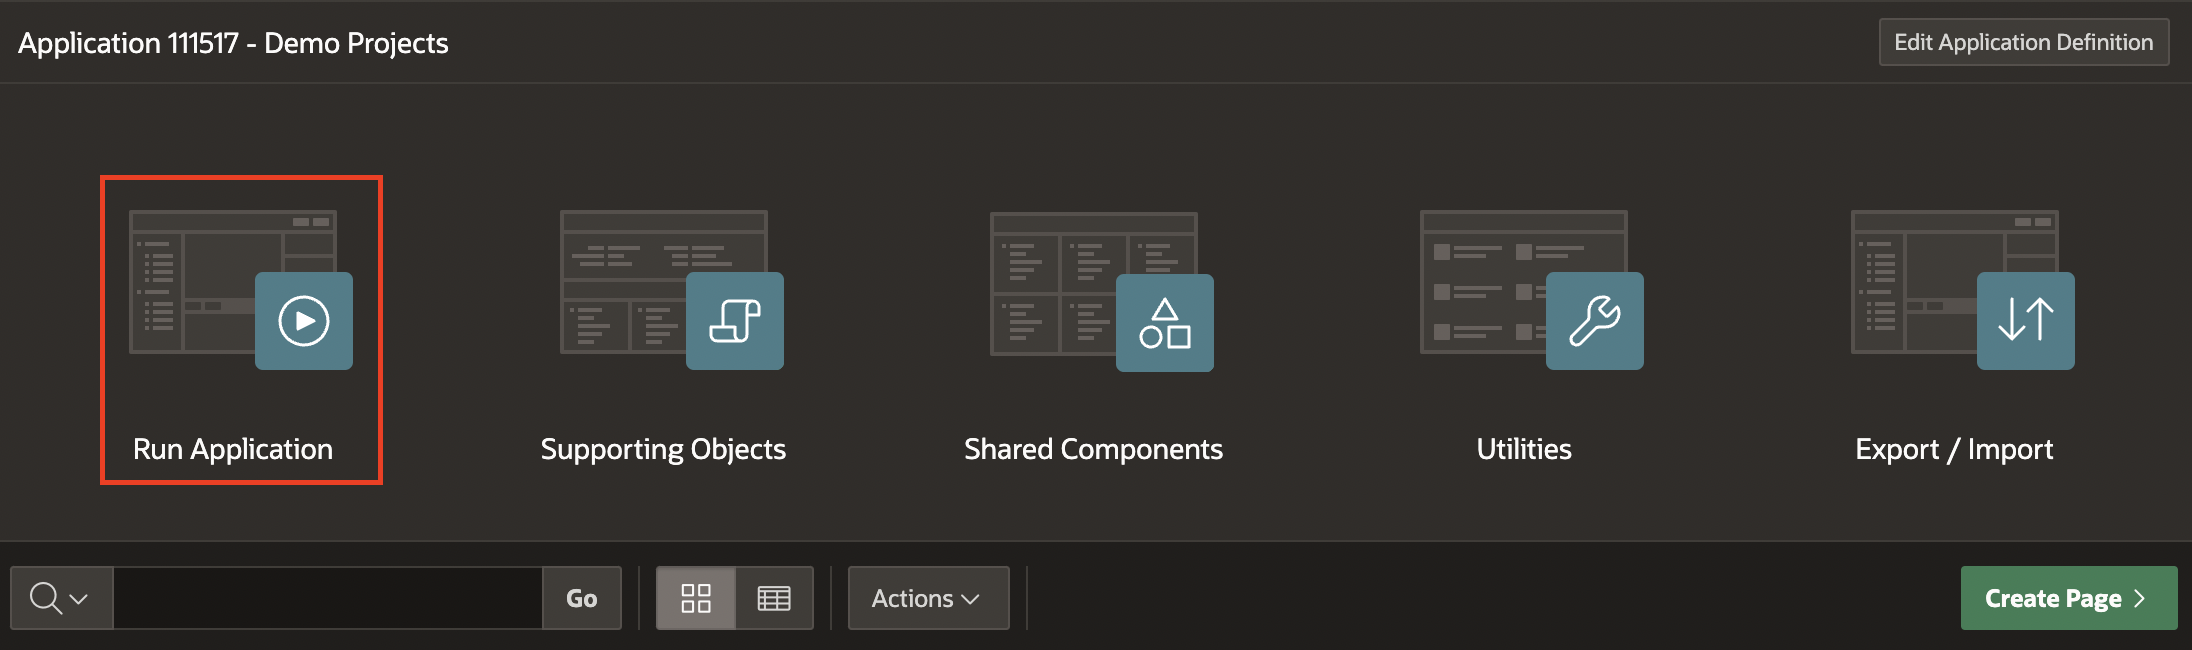 Application 111517 - Demo Projects
Edit Application Definition
Run Application
Supporting Objects
Shared Components
Utilities
Export / Import
Go
Actions
Create Page